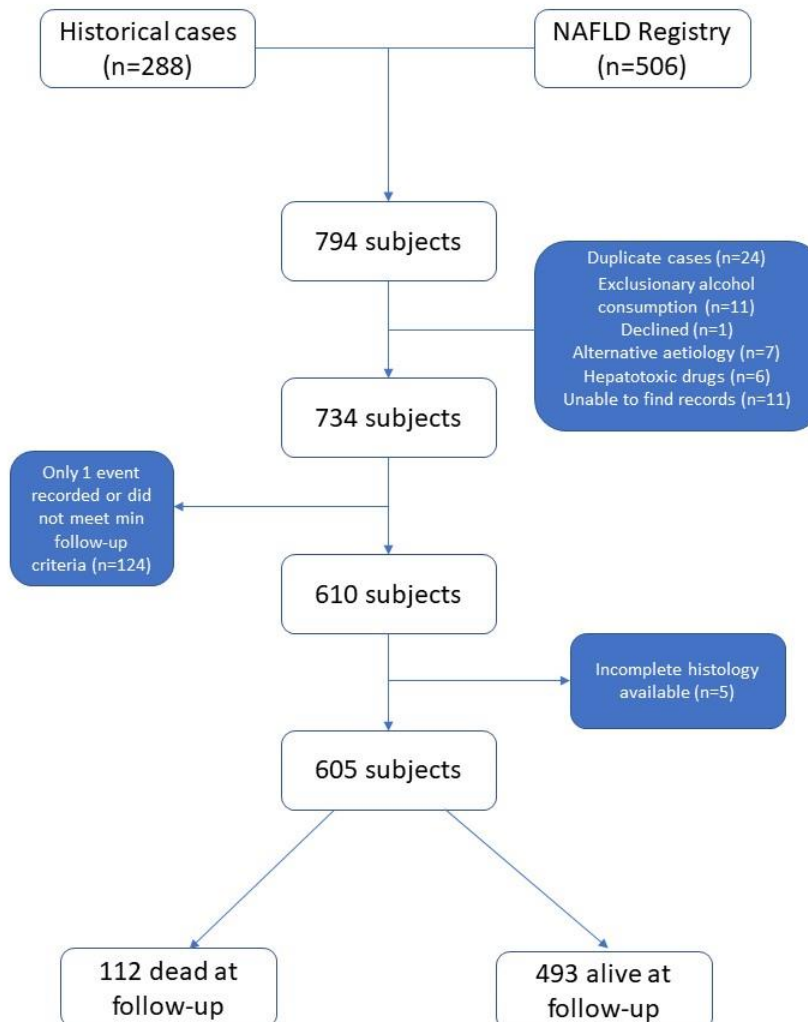 Historical cases
(n=288)
NAFLD Registry
(n=506)
794 subjects
Duplicate cases (n=24)
Exclusionary alcohol
consumption (n=11)
Declined (n=1)
Alternative aetiology (n=7)
Hepatotoxic drugs (n=6)
Unable to find records (n=11)
734 subjects
Only 1 event
recorded or did
not meet min
follow-up
criteria (n=124)
610 subjects
Incomplete histology
available (n=5)
605 subjects
112 dead at
follow-up
493 alive at
follow-up